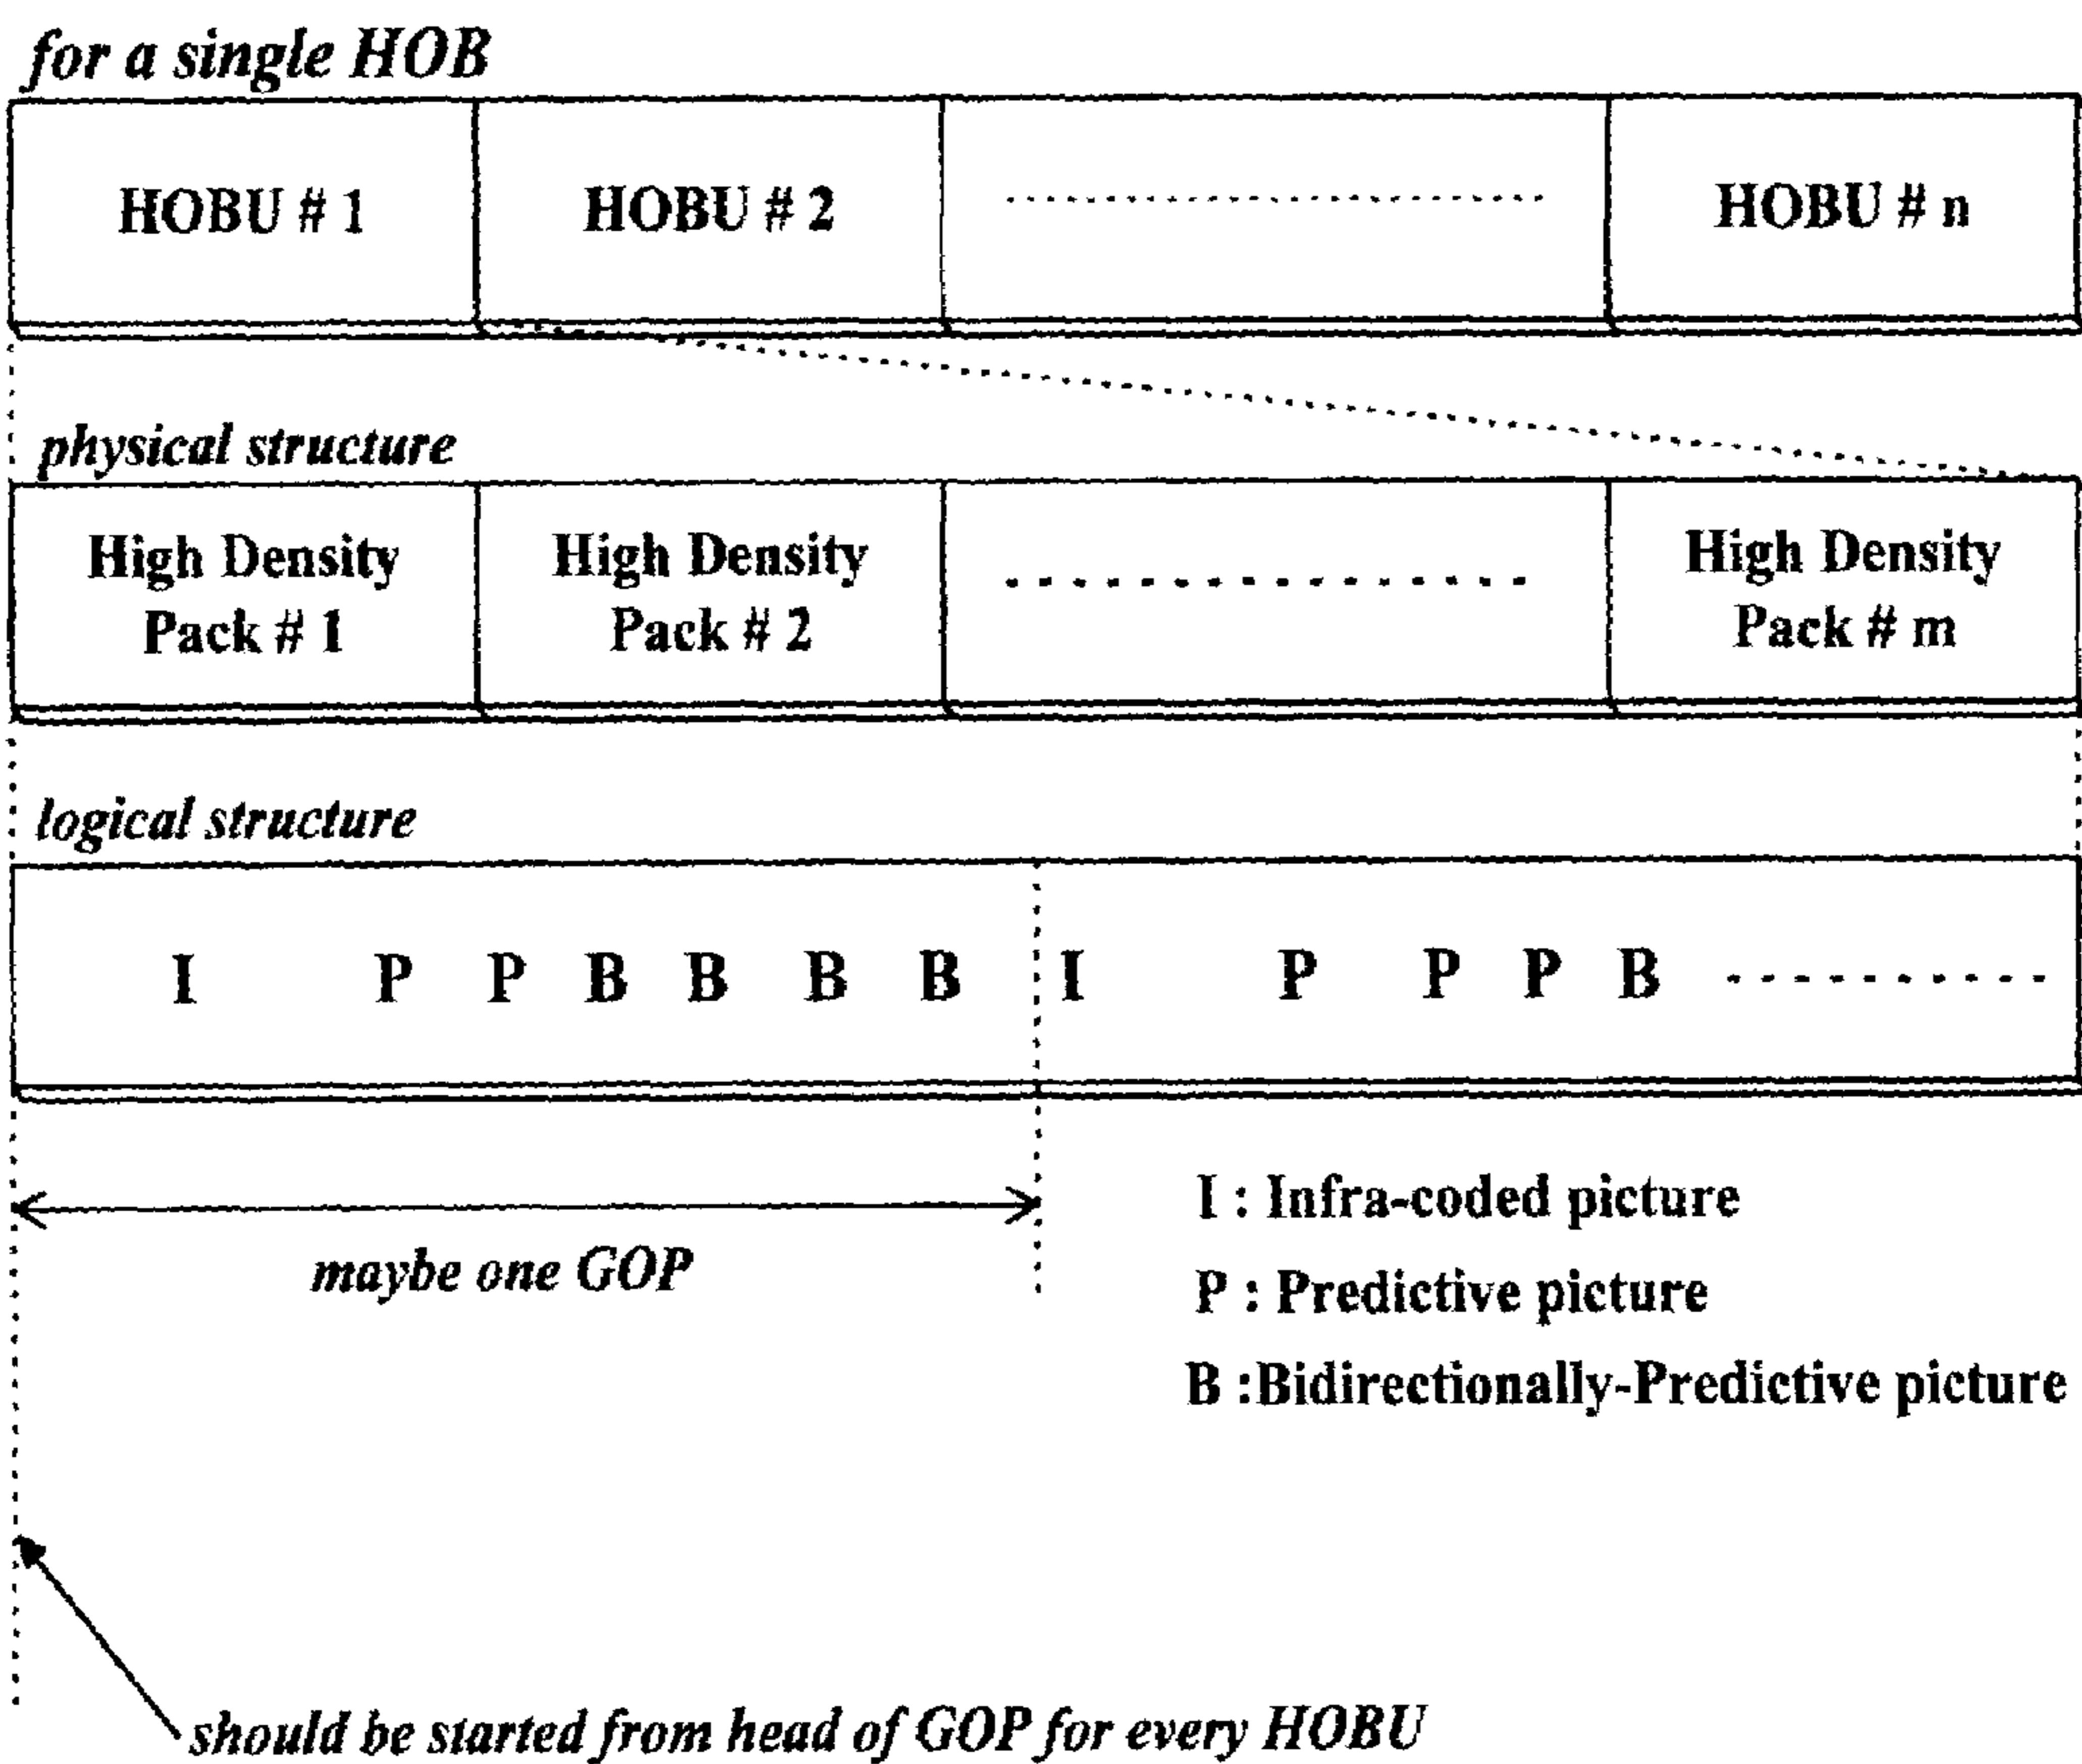 for a single HOB
HOBU # 1 HOBU # 2 HOBU # n
physical structure
High Density High Density High Density
Pack # 1 Pack # 2 Pack # m
logical structure
I P P B B B B I P P P B
I : Infra-coded picture
maybe one GOP
P : Predictive picture
B :Bidirectionally-Predictive picture
should be started from head of GOP for every HOBU